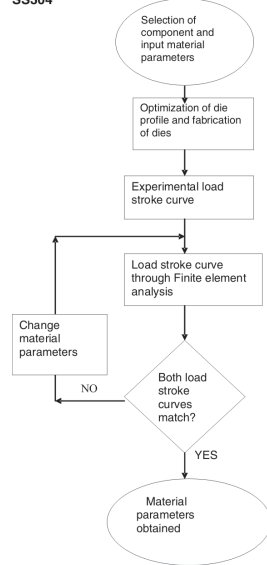 SS304
Selection of
component and
input material
parameters
Optimization of die
profile and fabrication
of dies
Experimental load
stroke curve
Load stroke curve
through Finite element
analysis
Change
material
parameters
NO
Both load
stroke
curves
match?
YES
Material
parameters
obtained